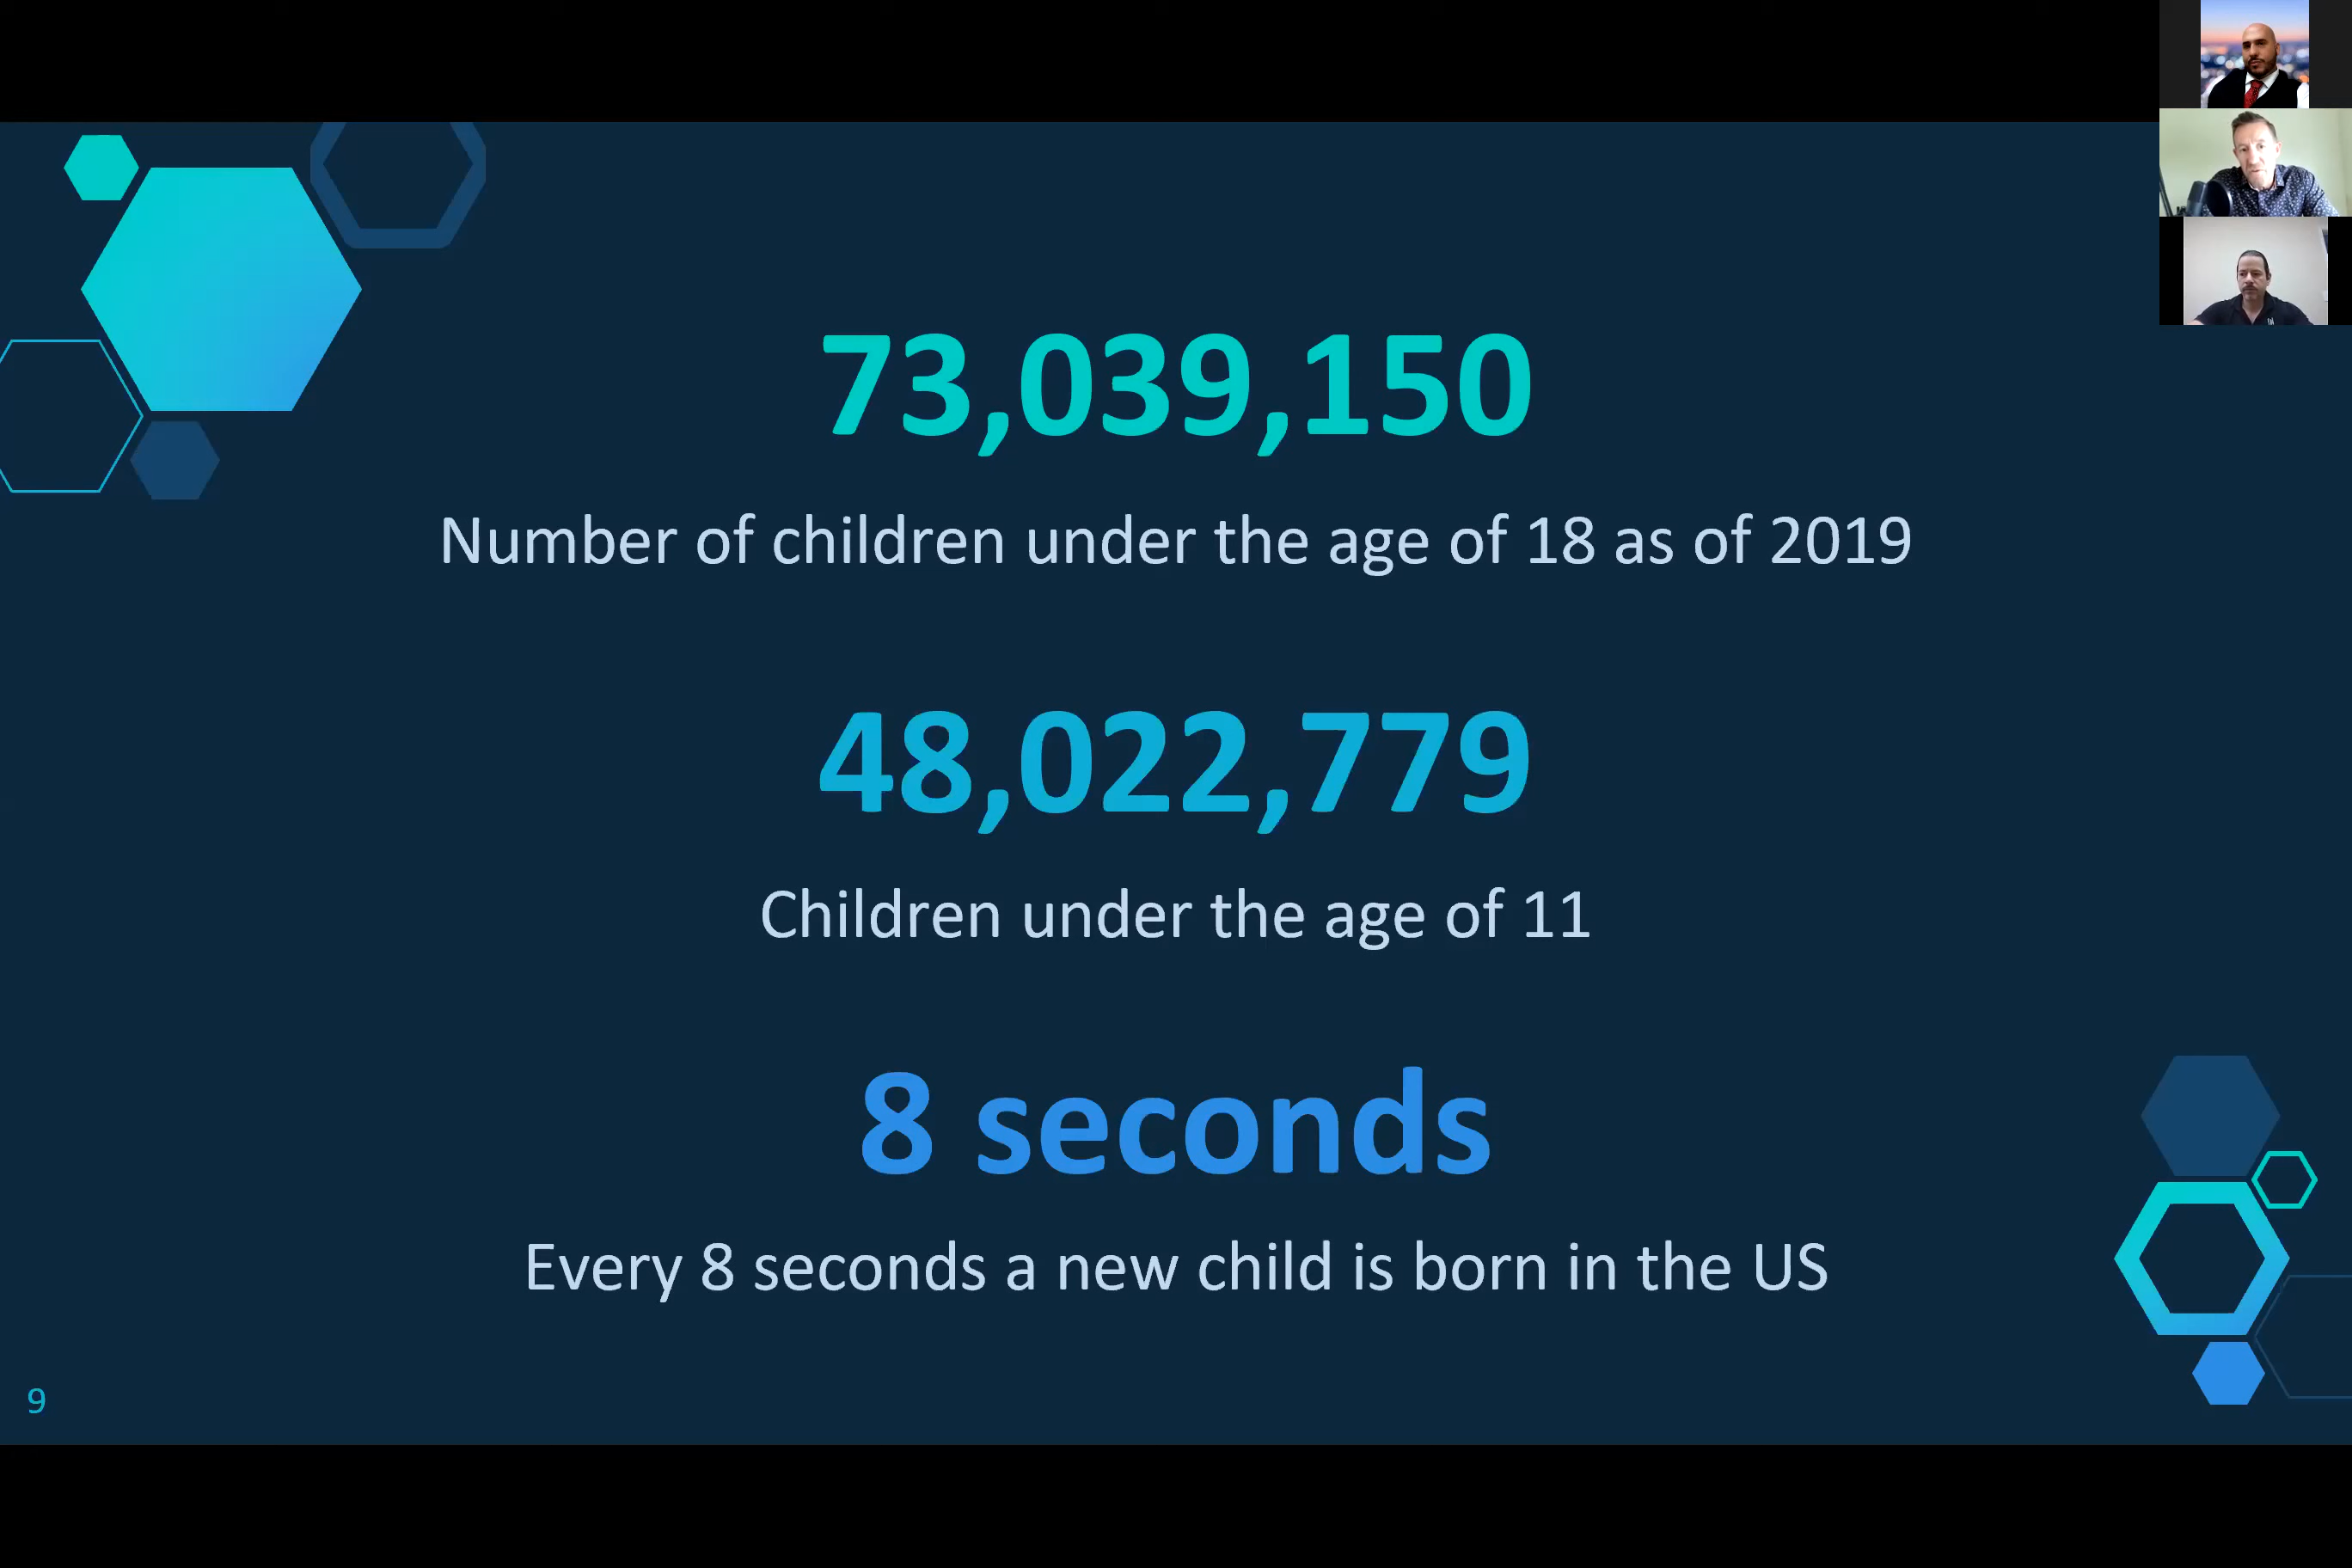 73,039,150
Number of children under the age of 18 as of 2019
48,022,779
Children under the age of 11
8 seconds
Every 8 seconds a new child is born in the US
9